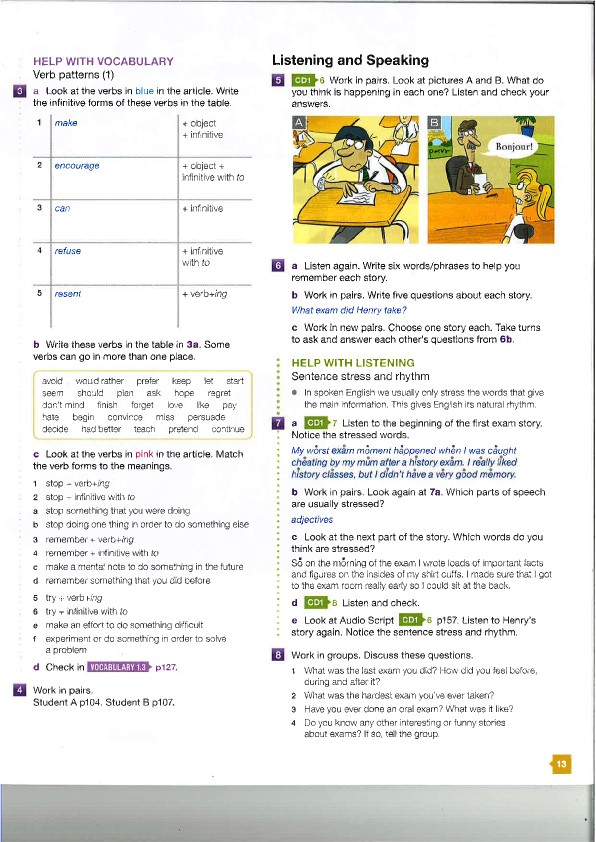 HELP WITH VOCABULARY
Verb patterns (1)
3 a Look at the verbs in blue in the article. Write
the infinitive forms of these verbs in the table.
1 make + object
+ infinitive
2 encourage + object +
infinitive with to
3 can + infinitive
4 refuse + infinitive
with to
5 resent + verb+ing
b Write these verbs in the table in 3a. Some
verbs can go in more than one place.
avoid would rather prefer keep let start
seem should plan ask hope regret
don't mind finish forget love like pay
hate begin convince miss persuade
decide had better teach pretend continue
c Look at the verbs in pink in the article. Match
the verb forms to the meanings.
1 stop + verb+ing
2 stop + infinitive with to
a stop something that you were doing
b stop doing one thing in order to do something else
3 remember + verb+ing
4 remember + infinitive with to
c make a mental note to do something in the future
d remember something that you did before
5 try + verb+ing
6 try + infinitive with to
e make an effort to do something difficult
f experiment or do something in order to solve
a problem
d Check in VOCABULARY 1.3 p127.
4 Work in pairs.
Student A p104. Student B p107.
Listening and Speaking
5 CD1 6 Work in pairs. Look at pictures A and B. What do
you think is happening in each one? Listen and check your
answers.
A
B
Bonjour!
6 a Listen again. Write six words/phrases to help you
remember each story.
b Work in pairs. Write five questions about each story.
What exam did Henry take?
c Work in new pairs. Choose one story each. Take turns
to ask and answer each other's questions from 6b.
HELP WITH LISTENING
Sentence stress and rhythm
• In spoken English we usually only stress the words that give
the main information. This gives English its natural rhythm.
7 a CD1 7 Listen to the beginning of the first exam story.
Notice the stressed words.
My worst exam moment happened when I was caught
cheating by my mum after a history exam. I really liked
history classes, but I didn't have a very good memory.
b Work in pairs. Look again at 7a. Which parts of speech
are usually stressed?
adjectives
c Look at the next part of the story. Which words do you
think are stressed?
So on the morning of the exam I wrote loads of important facts
and figures on the insides of my shirt cuffs. I made sure that I got
to the exam room really early so I could sit at the back.
d CD1 8 Listen and check.
e Look at Audio Script CD1 6 p157. Listen to Henry's
story again. Notice the sentence stress and rhythm.
8 Work in groups. Discuss these questions.
1 What was the last exam you did? How did you feel before,
during and after it?
2 What was the hardest exam you've ever taken?
3 Have you ever done an oral exam? What was it like?
4 Do you know any other interesting or funny stories
about exams? If so, tell the group.
13